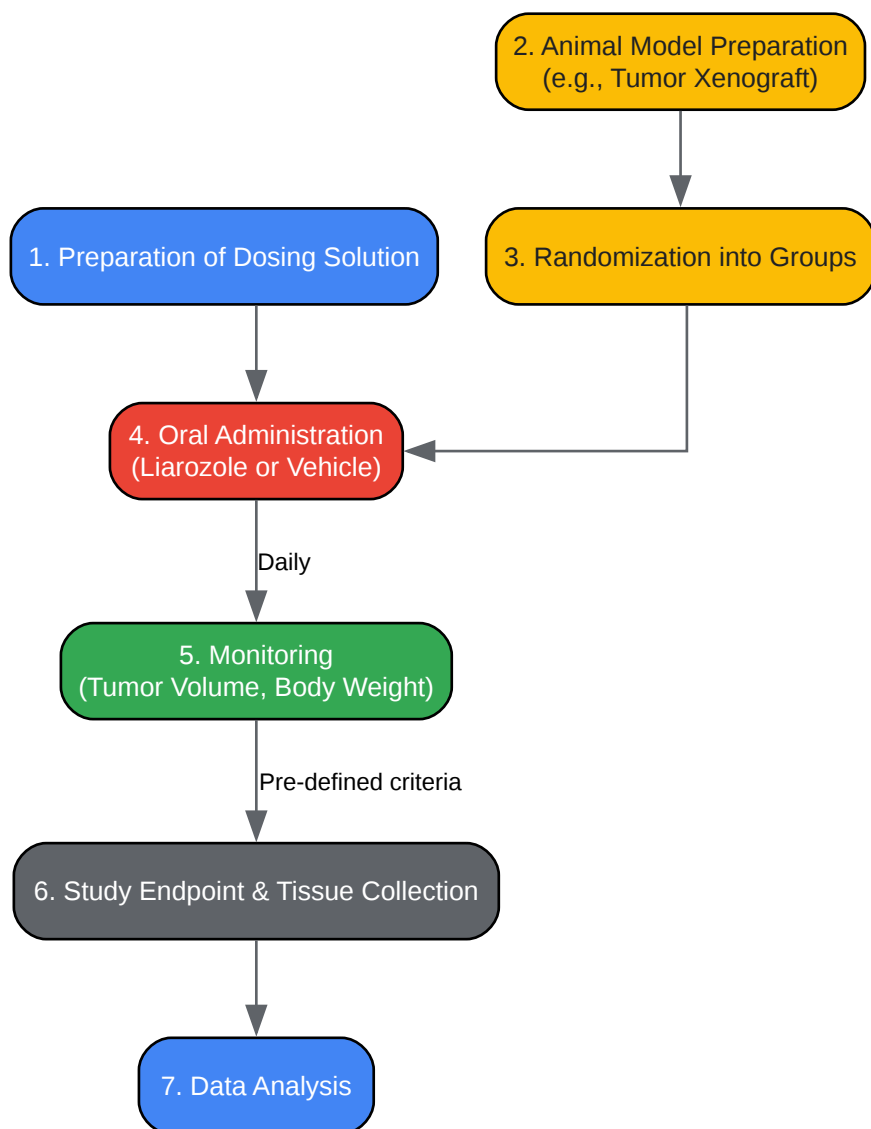 2. Animal Model Preparation
(e.g., Tumor Xenograft)
1. Preparation of Dosing Solution
3. Randomization into Groups
4. Oral Administration
(Liarozole or Vehicle)
Daily
5. Monitoring
(Tumor Volume, Body Weight)
Pre-defined criteria
6. Study Endpoint & Tissue Collection
7. Data Analysis